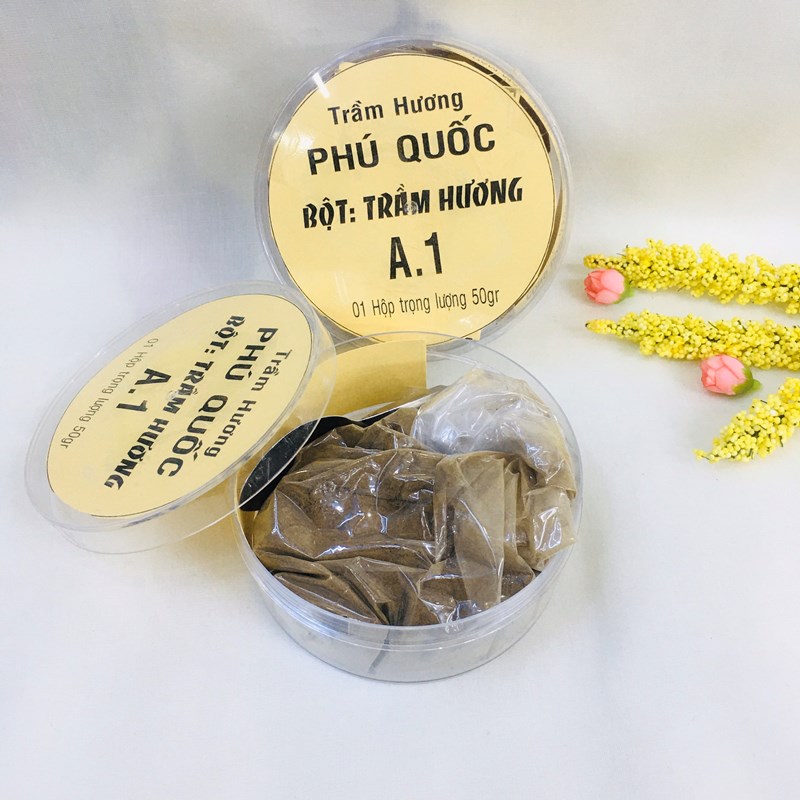 Trầm Hương
PHÚ QUỐC
BỘT: TRẦM HƯƠNG
A.1
01 Hộp trọng lượng 50gr
Trầm Hương
PHÚ QUỐC
BỘT: TRẦM HƯƠNG
A.1
01 Hộp trọng lượng 50gr